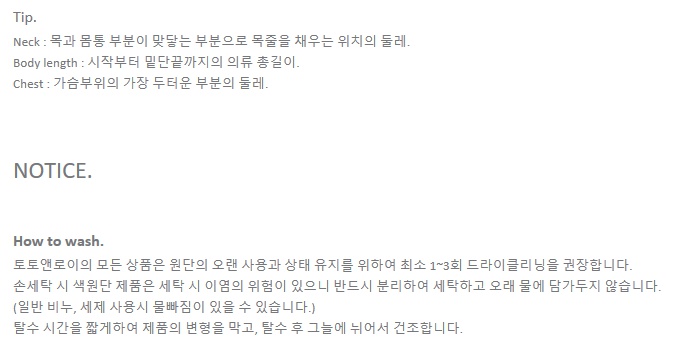 Tip.
Neck : 목과 몸통 부분이 맞닿는 부분으로 목줄을 채우는 위치의 둘레.
Body length : 시작부터 밑단끝까지의 의류 총길이.
Chest : 가슴부위의 가장 두터운 부분의 둘레.
NOTICE.
How to wash.
토토앤로이의 모든 상품은 원단의 오랜 사용과 상태 유지를 위하여 최소 1~3회 드라이클리닝을 권장합니다.
손세탁 시 색원단 제품은 세탁 시 이염의 위험이 있으니 반드시 분리하여 세탁하고 오래 물에 담가두지 않습니다.
(일반 비누, 세제 사용시 물빠짐이 있을 수 있습니다.)
탈수 시간을 짧게하여 제품의 변형을 막고, 탈수 후 그늘에 뉘어서 건조합니다.